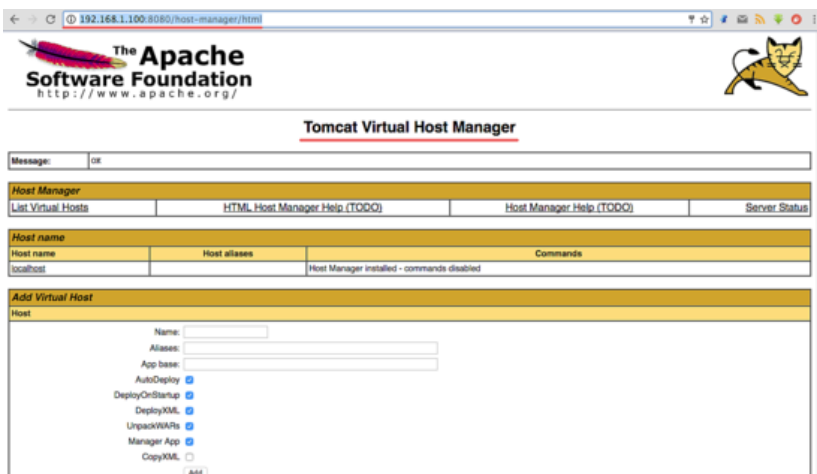 192.168.1.100:8080/host-manager/html
The Apache
Software Foundation
http://www.apache.org/
Tomcat Virtual Host Manager
Message: OK
Host Manager
List Virtual Hosts HTML Host Manager Help (TODO) Host Manager Help (TODO) Server Status
Host name
Host name Host aliases Commands
localhost Host Manager installed - commands disabled
Add Virtual Host
Host
Name:
Aliases:
App base:
AutoDeploy
DeployOnStartup
DeployXML
UnpackWARs
Manager App
CopyXML
Add